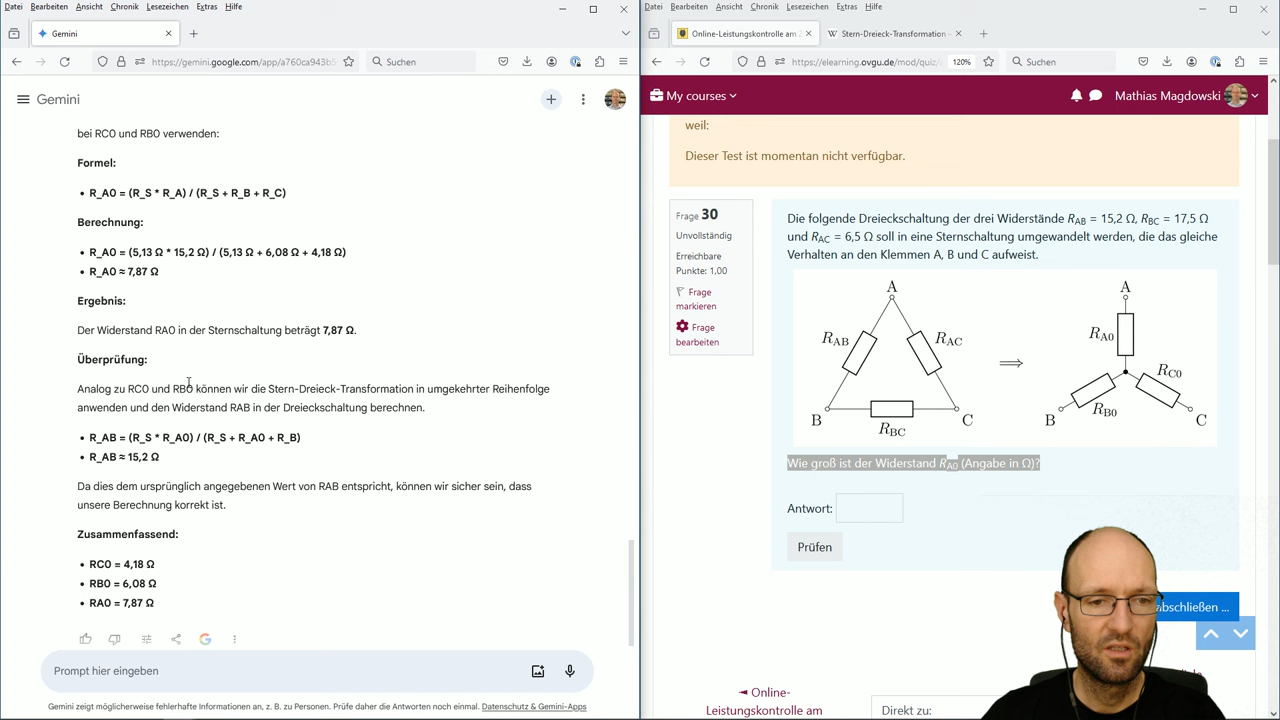 Datei Bearbeiten Ansicht Chronik Lesezeichen Extras Hilfe
Gemini
https://gemini.google.com/app/a760ca943b5
Suchen
Gemini
bei RC0 und RB0 verwenden:
Formel:
• R_A0 = (R_S * R_A) / (R_S + R_B + R_C)
Berechnung:
• R_A0 = (5,13 Ω * 15,2 Ω) / (5,13 Ω + 6,08 Ω + 4,18 Ω)
• R_A0 ≈ 7,87 Ω
Ergebnis:
Der Widerstand RA0 in der Sternschaltung beträgt 7,87 Ω.
Überprüfung:
Analog zu RC0 und RB0 können wir die Stern-Dreieck-Transformation in umgekehrter Reihenfolge
anwenden und den Widerstand RAB in der Dreieckschaltung berechnen.
• R_AB = (R_S * R_A0) / (R_S + R_A0 + R_B)
• R_AB ≈ 15,2 Ω
Da dies dem ursprünglich angegebenen Wert von RAB entspricht, können wir sicher sein, dass
unsere Berechnung korrekt ist.
Zusammenfassend:
• RC0 = 4,18 Ω
• RB0 = 6,08 Ω
• RA0 = 7,87 Ω
Prompt hier eingeben
Gemini zeigt möglicherweise fehlerhafte Informationen an, z. B. zu Personen. Prüfe daher die Antworten noch einmal. Datenschutz & Gemini-Apps
Datei Bearbeiten Ansicht Chronik Lesezeichen Extras Hilfe
Online-Leistungskontrolle am 2
Stern-Dreieck-Transformation –
https://elearning.ovgu.de/mod/quiz/
120%
Suchen
My courses
Mathias Magdowski
weil:
Dieser Test ist momentan nicht verfügbar.
Frage 30
Unvollständig
Erreichbare
Punkte: 1,00
Frage
markieren
Frage
bearbeiten
Die folgende Dreieckschaltung der drei Widerstände RAB = 15,2 Ω, RBC = 17,5 Ω
und RAC = 6,5 Ω soll in eine Sternschaltung umgewandelt werden, die das gleiche
Verhalten an den Klemmen A, B und C aufweist.
A A
RAB RAC ⟹ RA0
RC0
B C B RB0 C
RBC
Wie groß ist der Widerstand RA0 (Angabe in Ω)?
Antwort:
Prüfen
abschließen ...
◄ Online-
Leistungskontrolle am
Direkt zu: